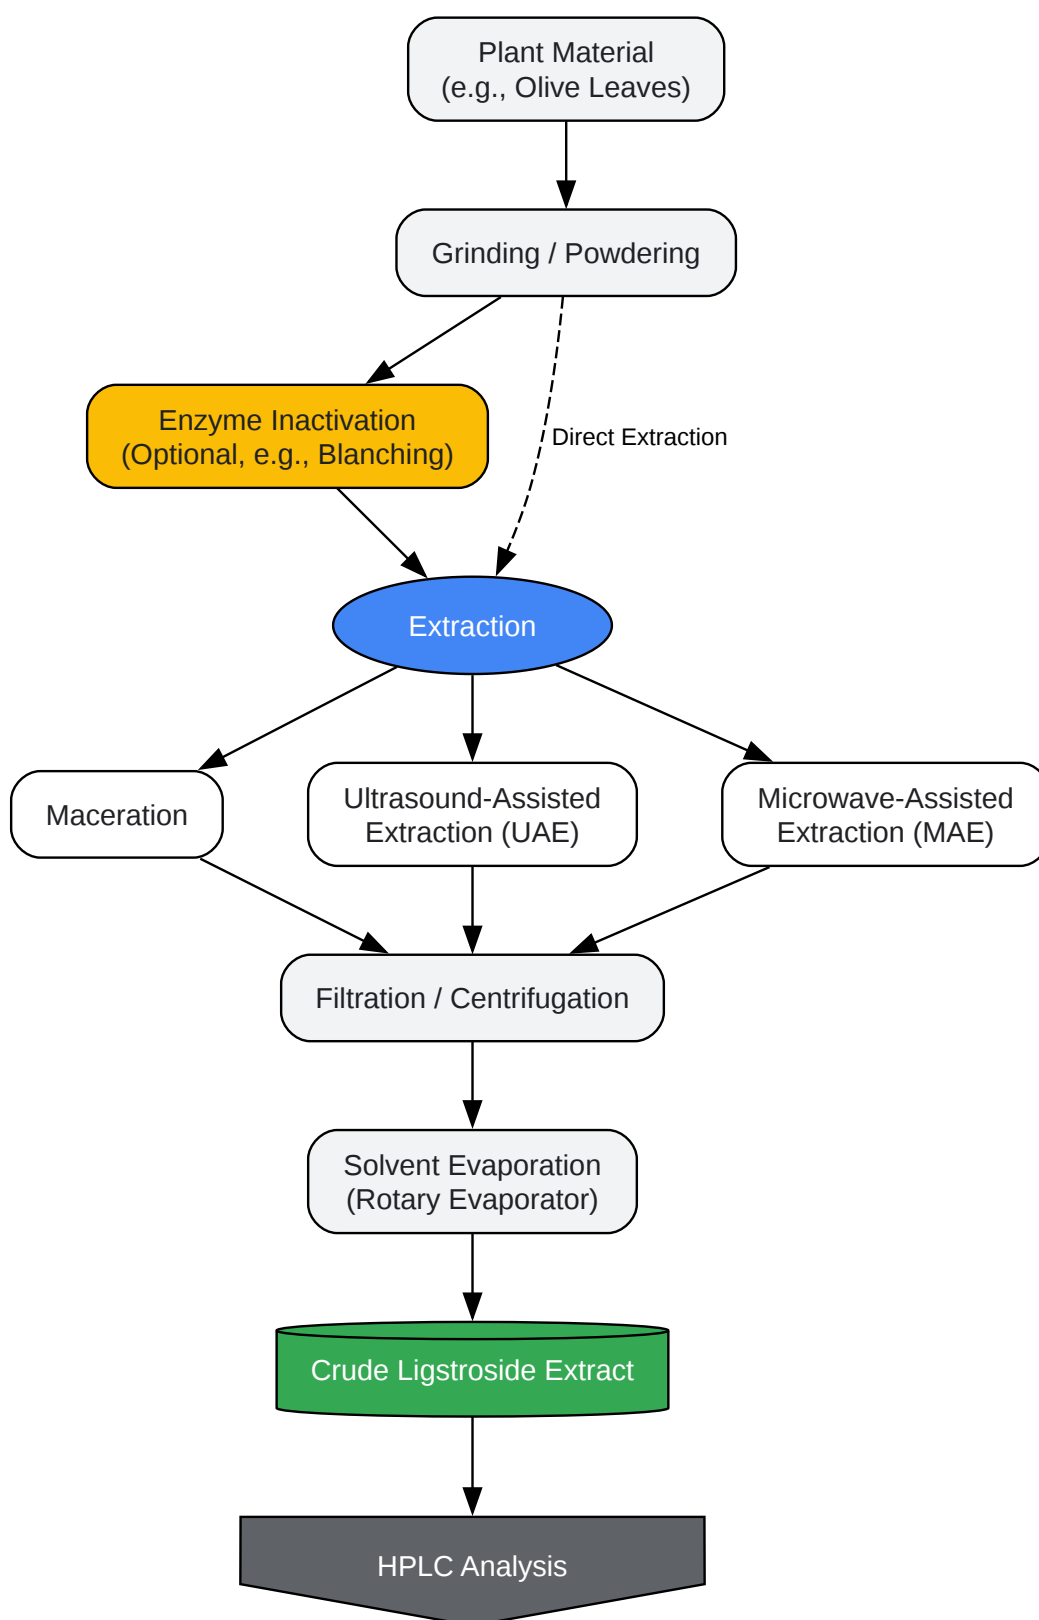 Plant Material
(e.g., Olive Leaves)
Grinding / Powdering
Enzyme Inactivation
(Optional, e.g., Blanching)
Direct Extraction
Extraction
Maceration
Ultrasound-Assisted
Extraction (UAE)
Microwave-Assisted
Extraction (MAE)
Filtration / Centrifugation
Solvent Evaporation
(Rotary Evaporator)
Crude Ligstroside Extract
HPLC Analysis